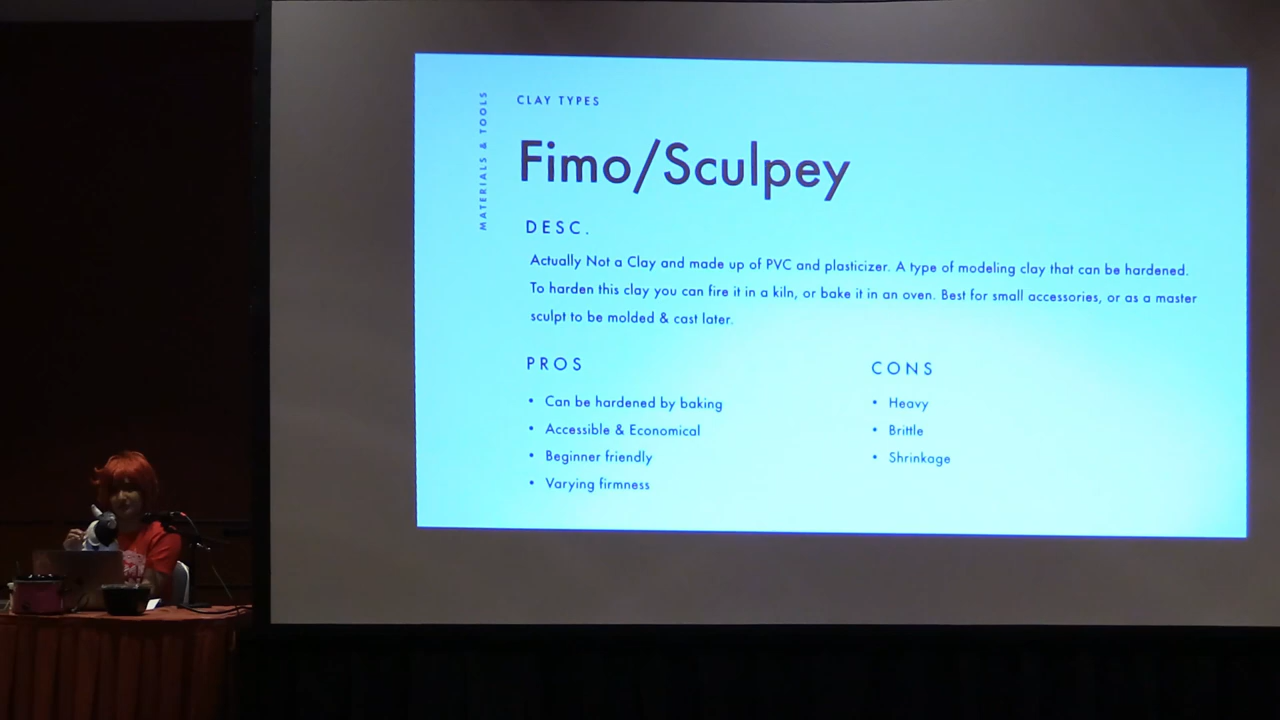 CLAY TYPES
MATERIALS & TOOLS
Fimo/Sculpey
DESC.
Actually Not a Clay and made up of PVC and plasticizer. A type of modeling clay that can be hardened.
To harden this clay you can fire it in a kiln, or bake it in an oven. Best for small accessories, or as a master
sculpt to be molded & cast later.
PROS
• Can be hardened by baking
• Accessible & Economical
• Beginner friendly
• Varying firmness
CONS
• Heavy
• Brittle
• Shrinkage